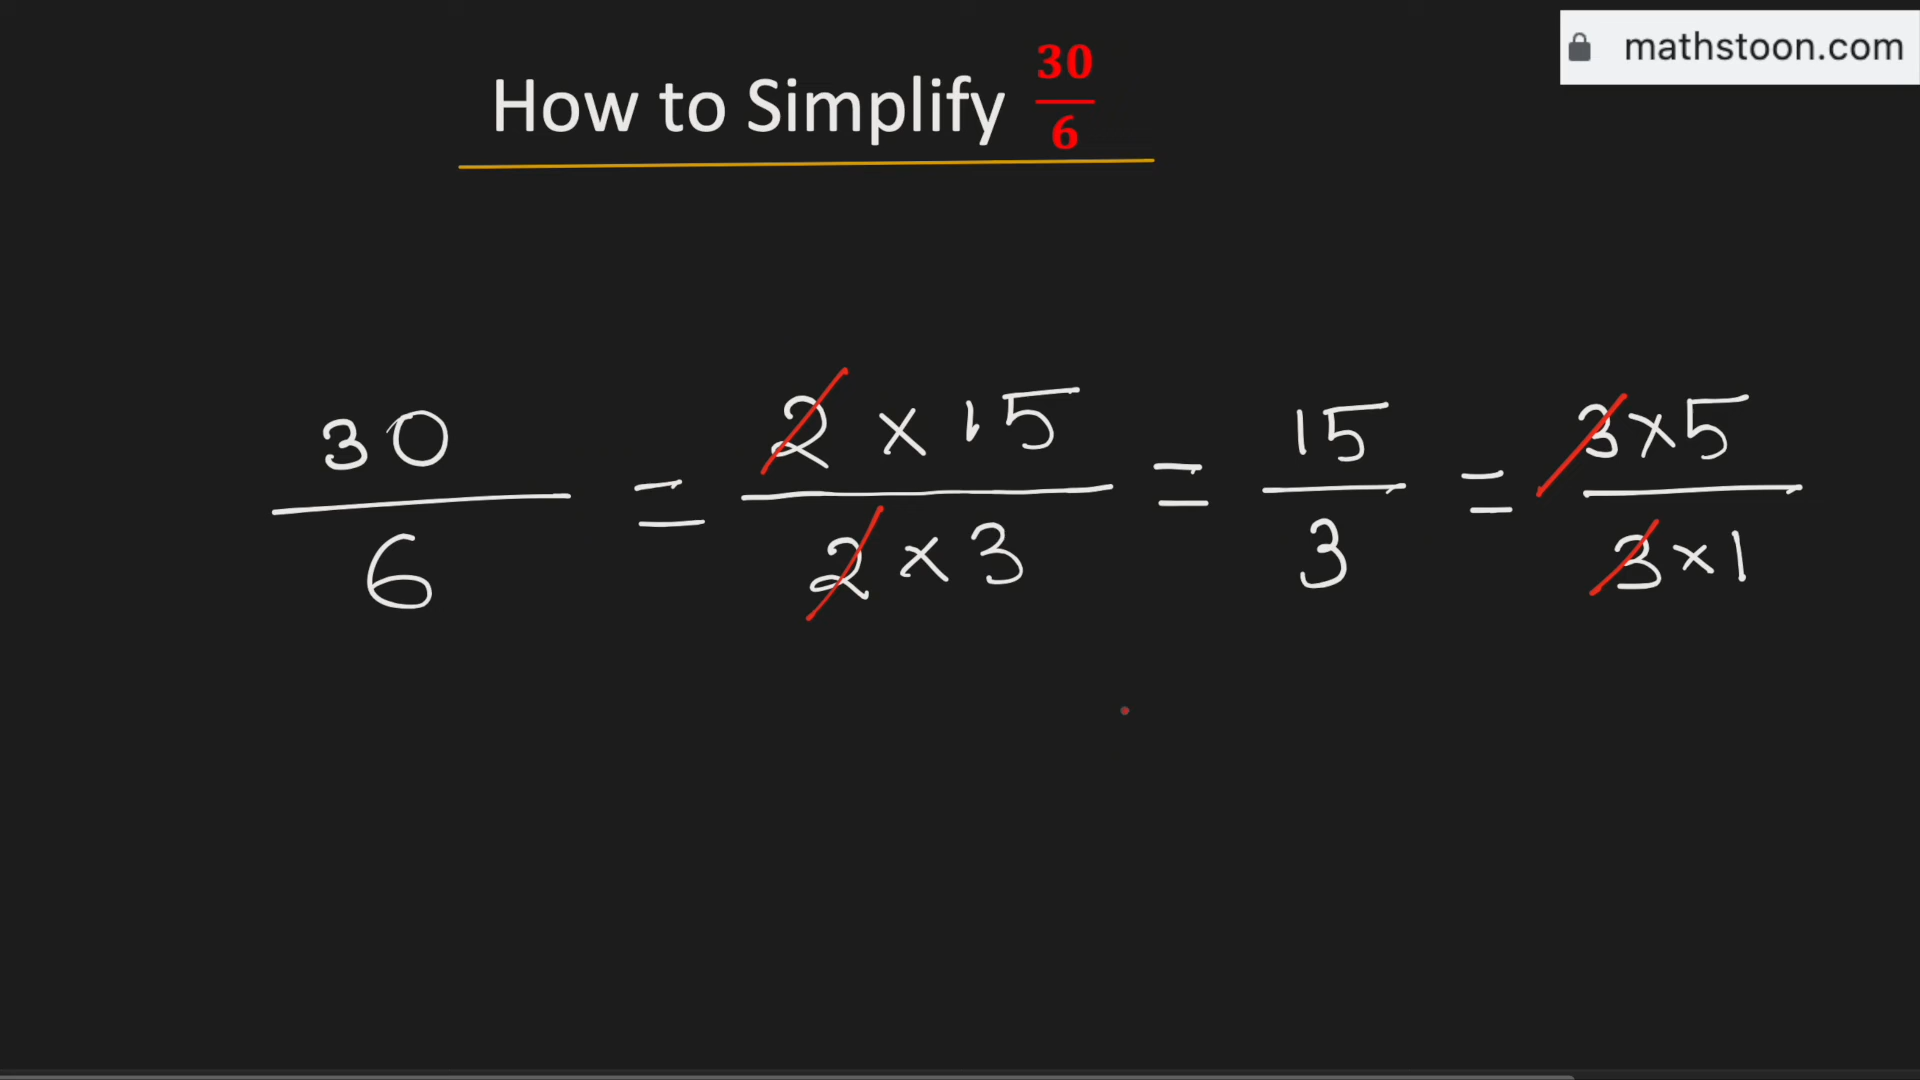 mathstoon.com
How to Simplify 30/6
30/6 = 2 × 15/2 × 3 = 15/3 = 3 × 5/3 × 1